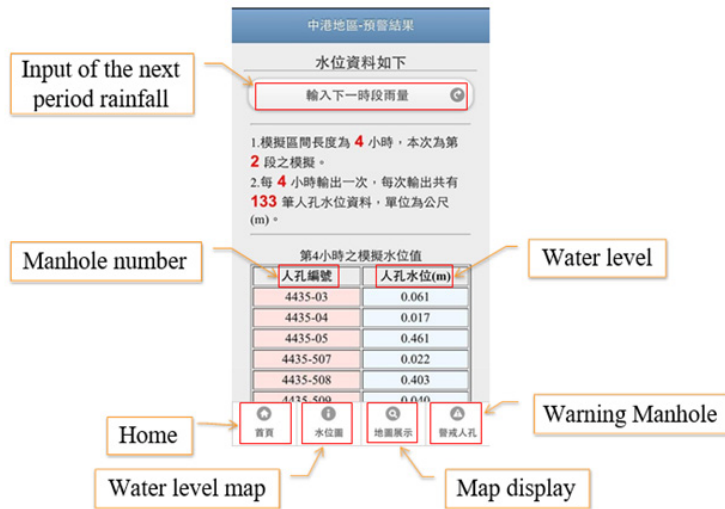 中港地區-預警結果
水位資料如下
Input of the next
period rainfall
輸入下一時段雨量
1.模擬區間長度為 4 小時，本次為第
2 段之模擬。
2.每 4 小時輸出一次，每次輸出共有
133 筆人孔水位資料，單位為公尺
(m)。
第4小時之模擬水位值
Manhole number
Water level
人孔編號 人孔水位(m)
4435-03 0.061
4435-04 0.017
4435-05 0.461
4435-507 0.022
4435-508 0.403
4435-509 0.040
首頁 水位圖 地圖展示 警戒人孔
Home
Warning Manhole
Water level map
Map display